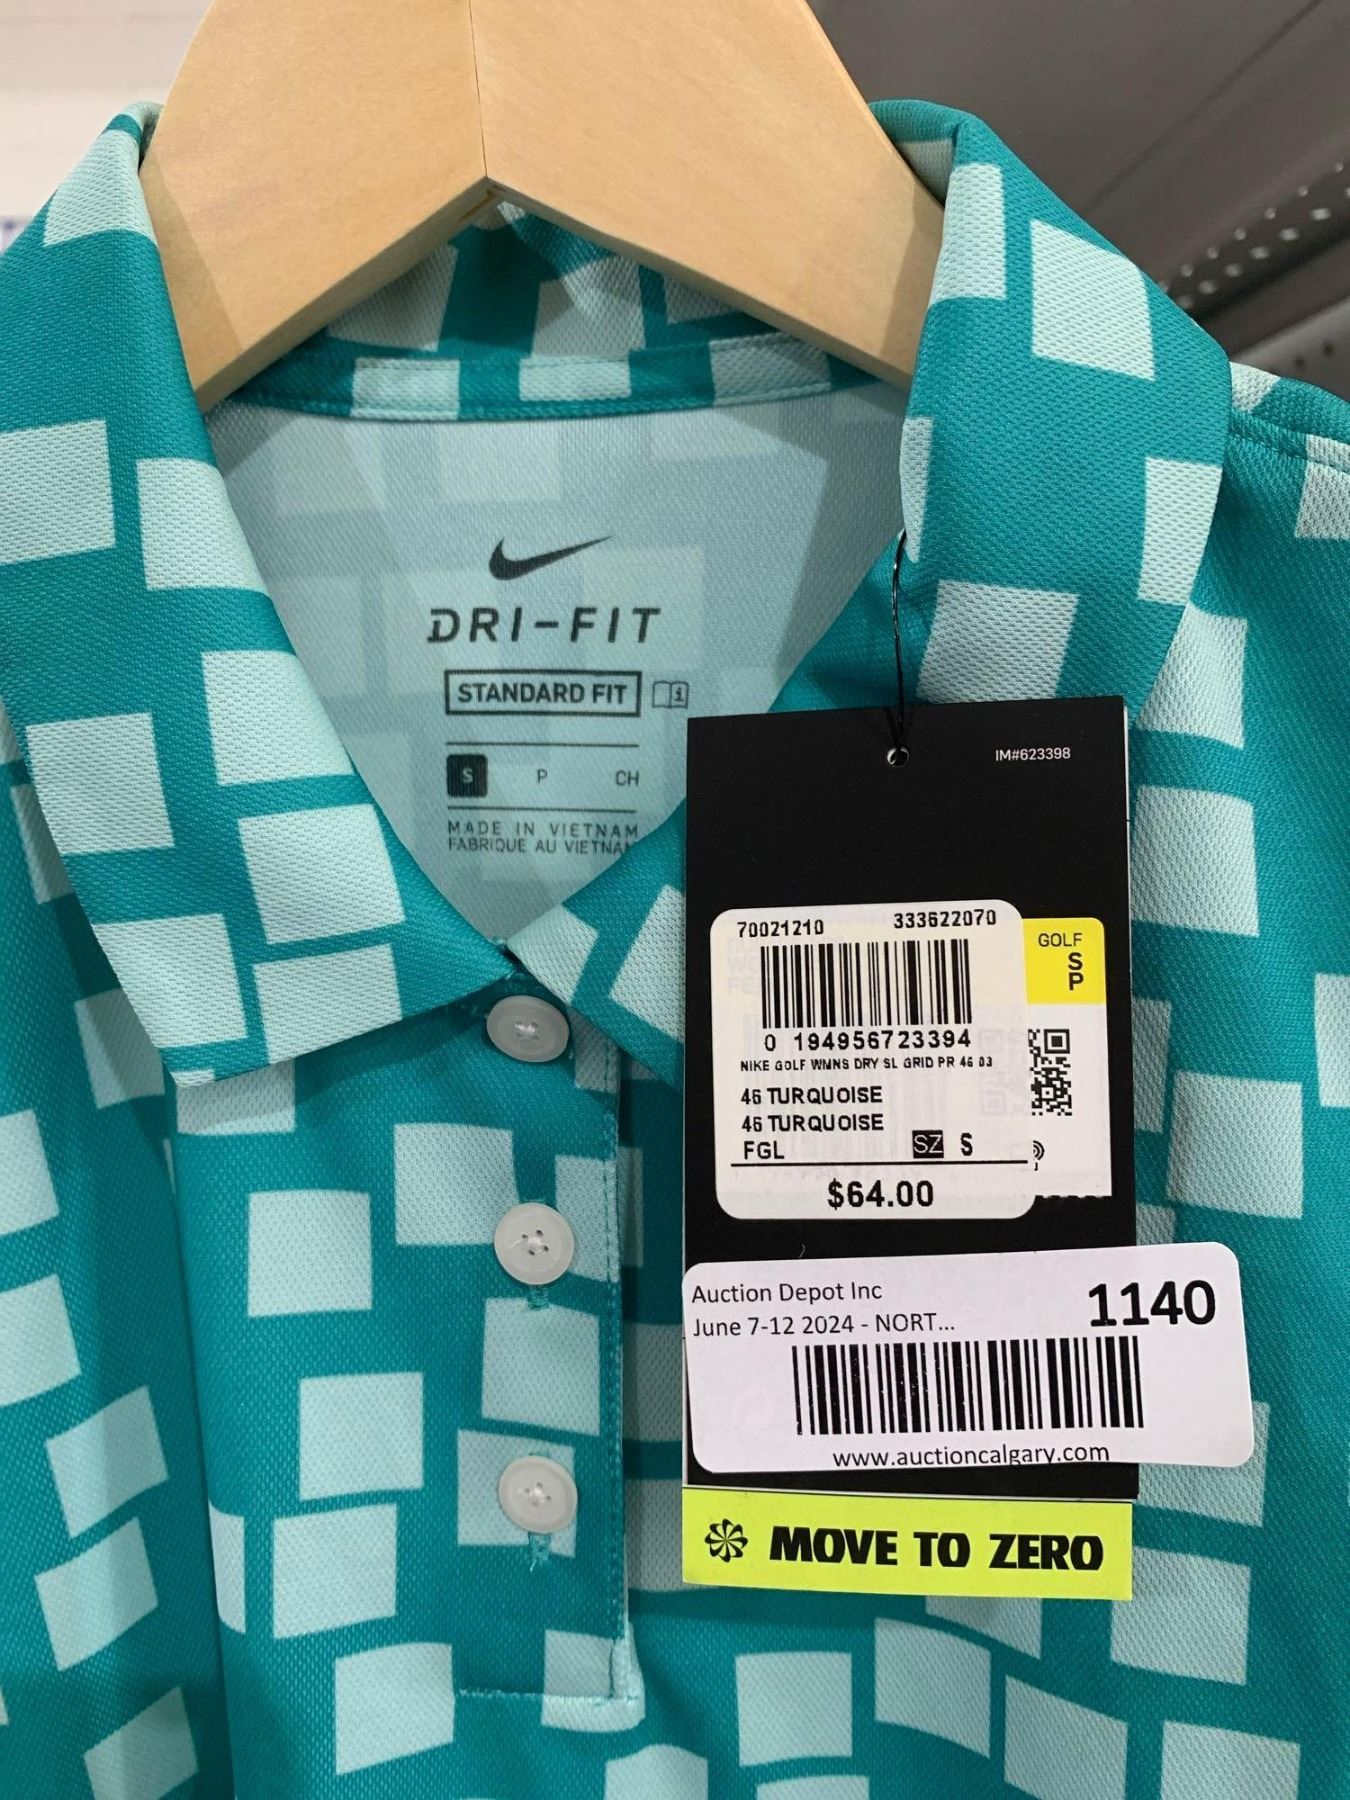 DRI-FIT
STANDARD FIT
S P CH
MADE IN VIETNAM
FABRIQUE AU VIETNAM
IM#623398
70021210 333622070
GOLF
S
P
0 194956723394
NIKE GOLF WMNS DRY SL GRID PR 46 03
46 TURQUOISE
46 TURQUOISE
FGL SZ S
$64.00
Auction Depot Inc 1140
June 7-12 2024 - NORT...
www.auctioncalgary.com
MOVE TO ZERO